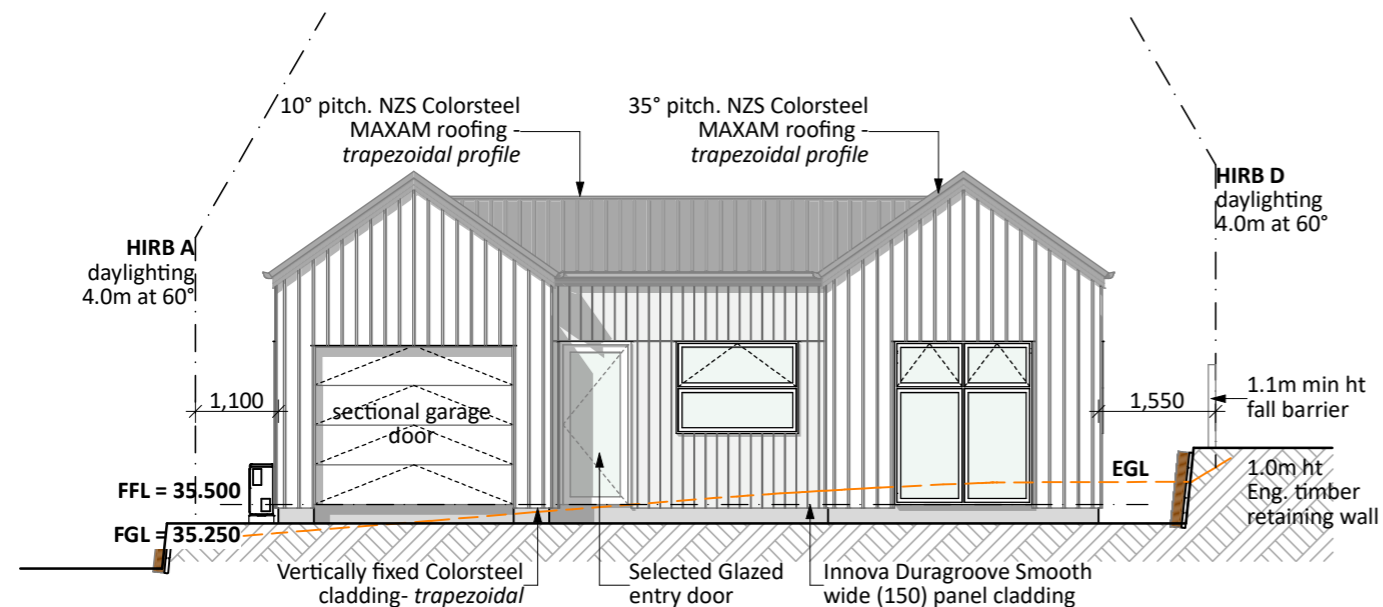 10° pitch. NZS Colorsteel
MAXAM roofing -
trapezoidal profile
35° pitch. NZS Colorsteel
MAXAM roofing -
trapezoidal profile
HIRB A
daylighting
4.0m at 60°
HIRB D
daylighting
4.0m at 60°
1,100
sectional garage
door
1,550
1.1m min ht
fall barrier
FFL = 35.500
FGL = 35.250
EGL
1.0m ht
Eng. timber
retaining wall
Vertically fixed Colorsteel
cladding- trapezoidal
Selected Glazed
entry door
Innova Duragroove Smooth
wide (150) panel cladding